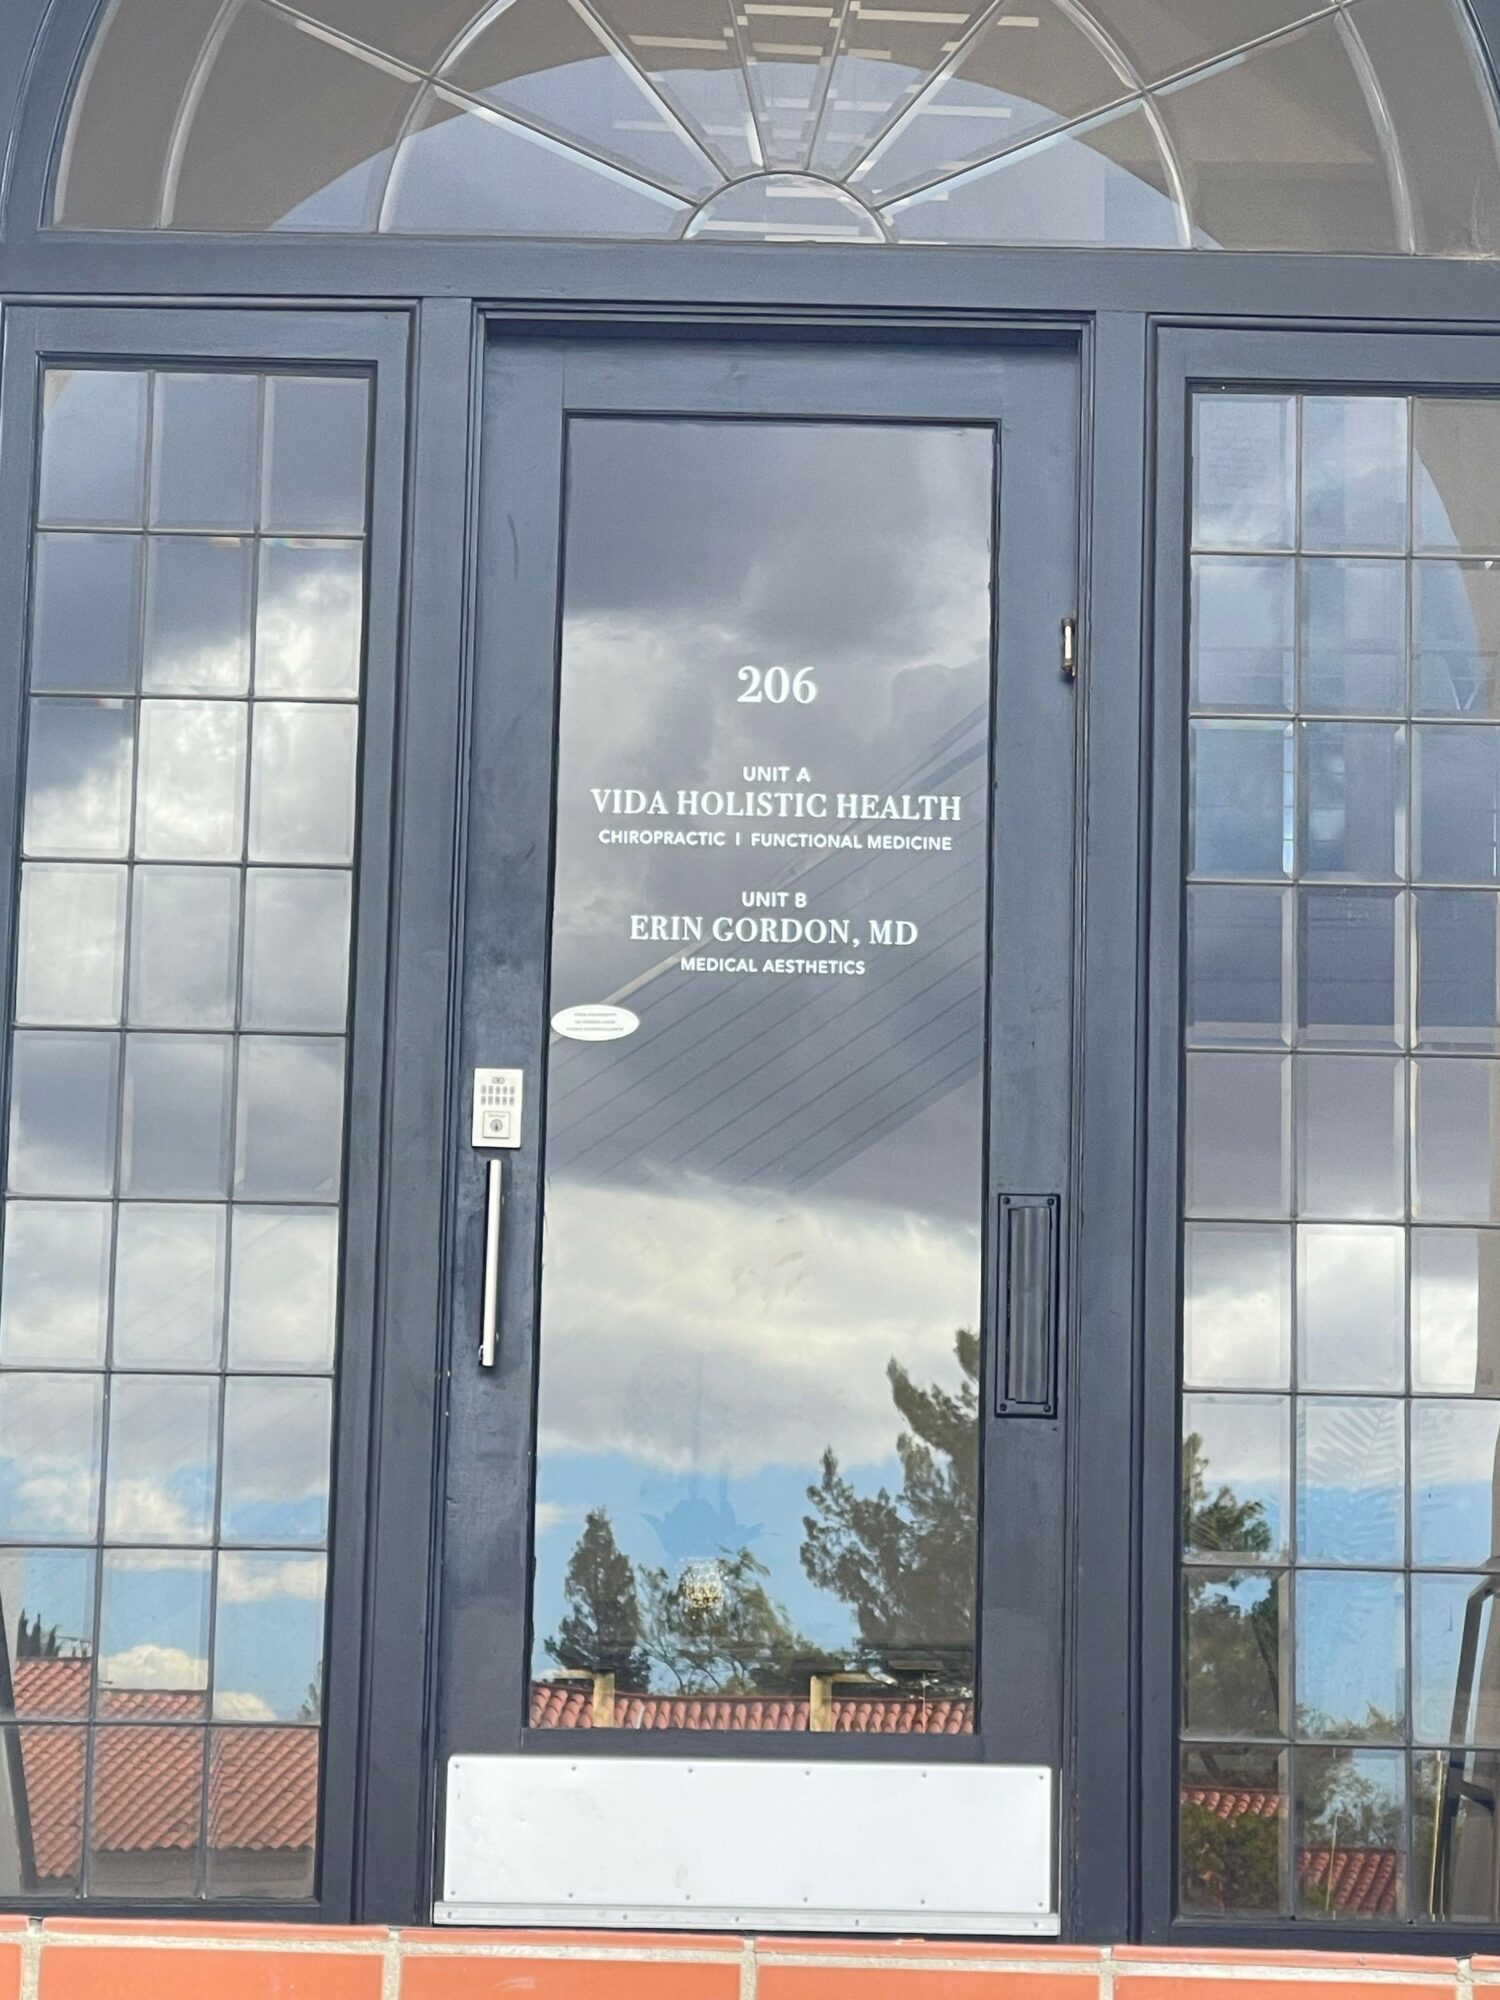 206
UNIT A
VIDA HOLISTIC HEALTH
CHIROPRACTIC | FUNCTIONAL MEDICINE
UNIT B
ERIN GORDON, MD
MEDICAL AESTHETICS